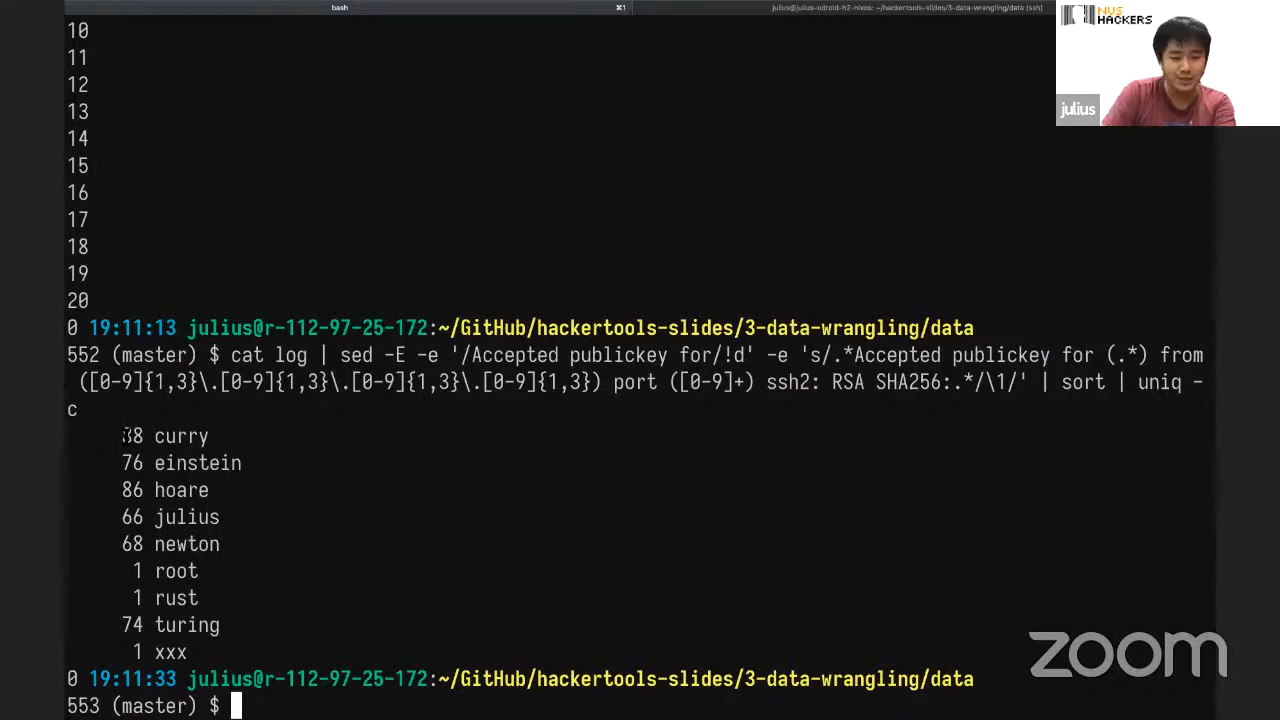 bash
⌘1
julius@julius-odroid-h2-nixos: ~/hackertools-slides/3-data-wrangling/data (ssh)
NUS
HACKERS
julius
10
11
12
13
14
15
16
17
18
19
20
0 19:11:13 julius@r-112-97-25-172:~/GitHub/hackertools-slides/3-data-wrangling/data
552 (master) $ cat log | sed -E -e '/Accepted publickey for/!d' -e 's/.*Accepted publickey for (.*) from
([0-9]{1,3}\.[0-9]{1,3}\.[0-9]{1,3}\.[0-9]{1,3}) port ([0-9]+) ssh2: RSA SHA256:.*/\1/' | sort | uniq -
c
88 curry
76 einstein
86 hoare
66 julius
68 newton
1 root
1 rust
74 turing
1 xxx
0 19:11:33 julius@r-112-97-25-172:~/GitHub/hackertools-slides/3-data-wrangling/data
553 (master) $
zoom